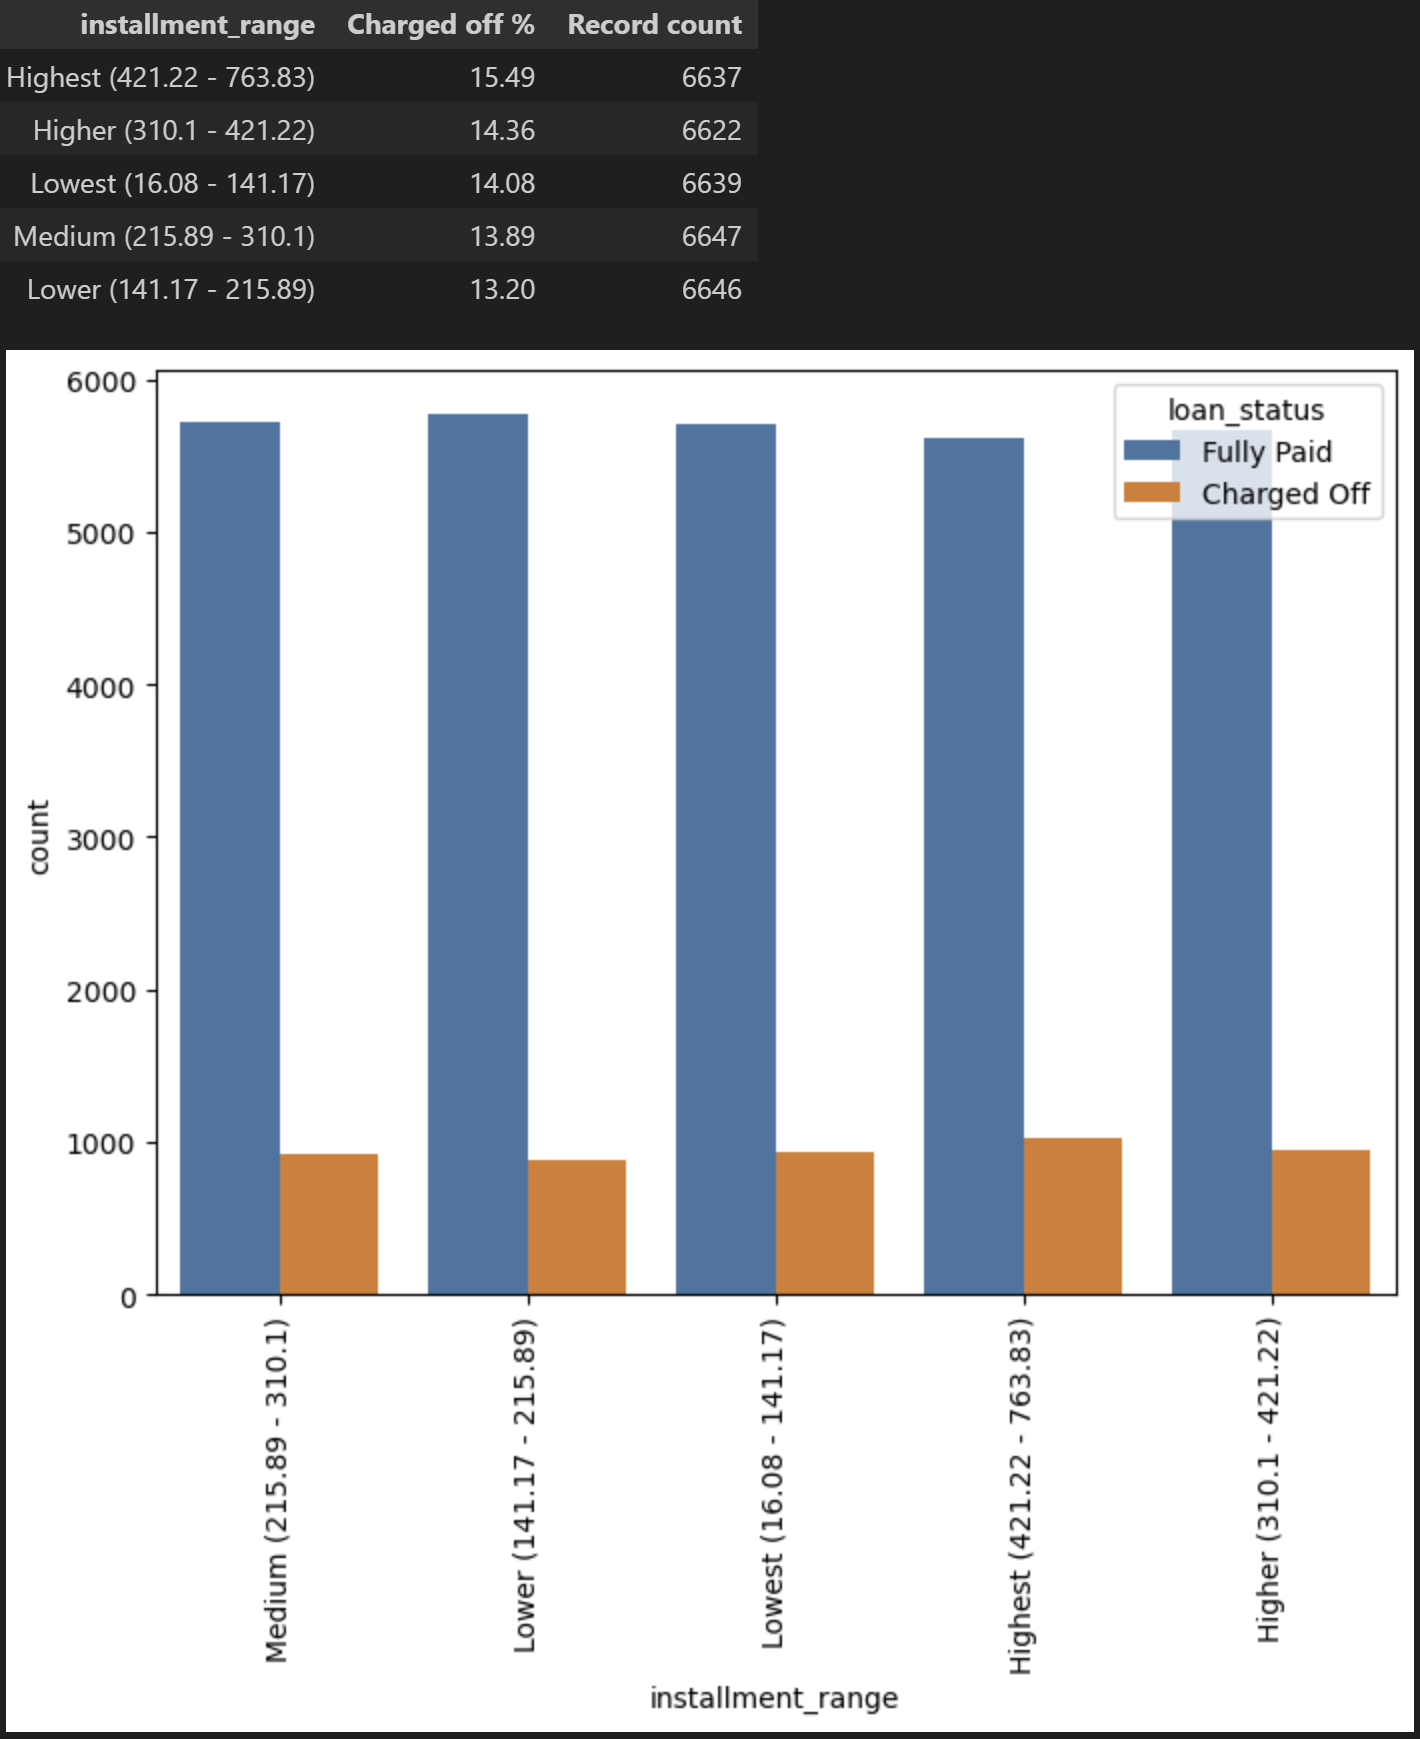 installment_range Charged off % Record count
Highest (421.22 - 763.83) 15.49 6637
Higher (310.1 - 421.22) 14.36 6622
Lowest (16.08 - 141.17) 14.08 6639
Medium (215.89 - 310.1) 13.89 6647
Lower (141.17 - 215.89) 13.20 6646
loan_status
Fully Paid
Charged Off
6000
5000
4000
3000
2000
1000
0
count
Medium (215.89 - 310.1)
Lower (141.17 - 215.89)
Lowest (16.08 - 141.17)
Highest (421.22 - 763.83)
Higher (310.1 - 421.22)
installment_range